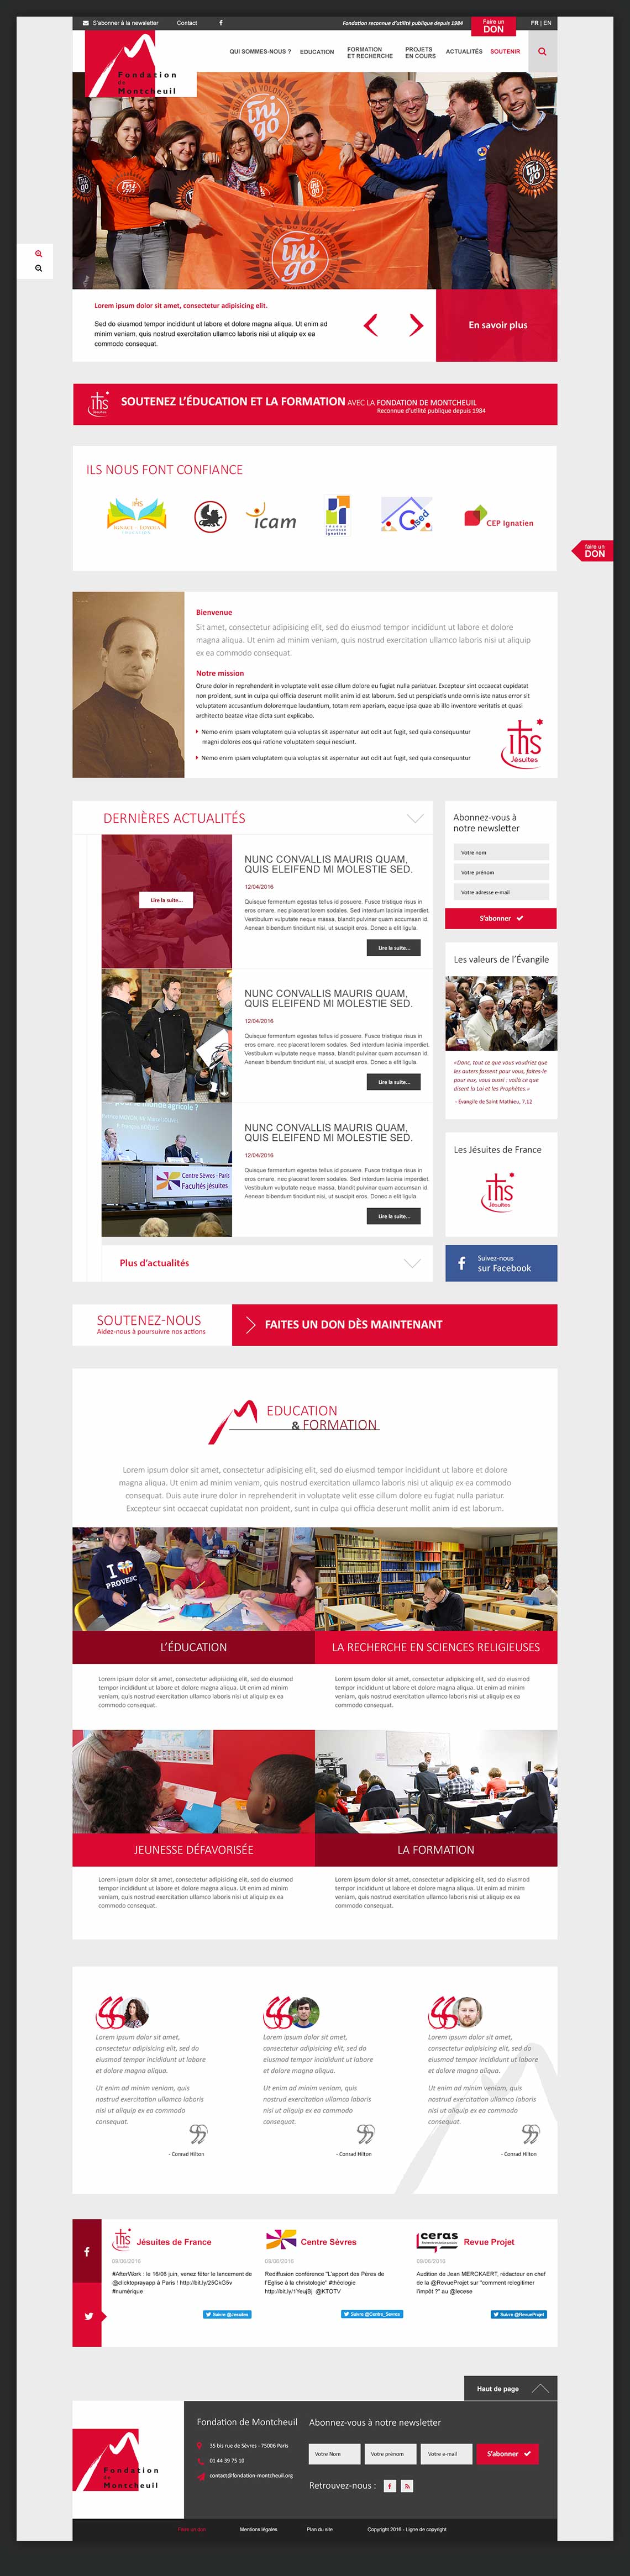 S'abonner à la newsletter
Contact
Fondation reconnue d'utilité publique depuis 1984
Faire un
DON
FR | EN
Fondation
de
Montcheuil
QUI SOMMES-NOUS ?
EDUCATION
FORMATION
ET RECHERCHE
PROJETS
EN COURS
ACTUALITÉS
SOUTENIR
inigo
inigo
Lorem ipsum dolor sit amet, consectetur adipisicing elit.
Sed do eiusmod tempor incididunt ut labore et dolore magna aliqua. Ut enim ad
minim veniam, quis nostrud exercitation ullamco laboris nisi ut aliquip ex ea
commodo consequat.
En savoir plus
ihs
Jésuites
SOUTENEZ L'ÉDUCATION ET LA FORMATION AVEC LA FONDATION DE MONTCHEUIL
Reconnue d'utilité publique depuis 1984
ILS NOUS FONT CONFIANCE
icam
Cised
CEP Ignatien
faire un
DON
Bienvenue
Sit amet, consectetur adipisicing elit, sed do eiusmod tempor incididunt ut labore et dolore
magna aliqua. Ut enim ad minim veniam, quis nostrud exercitation ullamco laboris nisi ut aliquip
ex ea commodo consequat.
Notre mission
Orure dolor in reprehenderit in voluptate velit esse cillum dolore eu fugiat nulla pariatuar. Excepteur sint occaecat cupidatat
non proident, sunt in culpa qui officia deserunt mollit anim id est laborum. Sed ut perspiciatis unde omnis iste natus error sit
voluptatem accusantium doloremque laudantium, totam rem aperiam, eaque ipsa quae ab illo inventore veritatis et quasi
architecto beatae vitae dicta sunt explicabo.
Nemo enim ipsam voluptatem quia voluptas sit aspernatur aut odit aut fugit, sed quia consequuntur
magni dolores eos qui ratione voluptatem sequi nesciunt.
Nemo enim ipsam voluptatem quia voluptas sit aspernatur aut odit aut fugit, sed quia consequuntur
ihs
Jésuites
DERNIÈRES ACTUALITÉS
Lire la suite...
NUNC CONVALLIS MAURIS QUAM,
QUIS ELEIFEND MI MOLESTIE SED.
12/04/2016
Quisque fermentum egestas tellus id posuere. Fusce tristique risus in
eros ornare, nec placerat lorem sodales. Sed interdum lacinia imperdiet.
Vestibulum vulputate neque massa, blandit pulvinar quam accumsan id.
Aenean bibendum tincidunt nisi, ut suscipit eros. Donec a elit ligula.
Lire la suite...
NUNC CONVALLIS MAURIS QUAM,
QUIS ELEIFEND MI MOLESTIE SED.
12/04/2016
Quisque fermentum egestas tellus id posuere. Fusce tristique risus in
eros ornare, nec placerat lorem sodales. Sed interdum lacinia imperdiet.
Vestibulum vulputate neque massa, blandit pulvinar quam accumsan id.
Aenean bibendum tincidunt nisi, ut suscipit eros. Donec a elit ligula.
Lire la suite...
monde agricole ?
Centre Sèvres - Paris
Facultés jésuites
NUNC CONVALLIS MAURIS QUAM,
QUIS ELEIFEND MI MOLESTIE SED.
12/04/2016
Quisque fermentum egestas tellus id posuere. Fusce tristique risus in
eros ornare, nec placerat lorem sodales. Sed interdum lacinia imperdiet.
Vestibulum vulputate neque massa, blandit pulvinar quam accumsan id.
Aenean bibendum tincidunt nisi, ut suscipit eros. Donec a elit ligula.
Lire la suite...
Plus d'actualités
Abonnez-vous à
notre newsletter
Votre nom
Votre prénom
Votre adresse e-mail
S'abonner
Les valeurs de l'Évangile
«Donc, tout ce que vous voudriez que
les autres fassent pour vous, faites-le
pour eux, vous aussi : voilà ce que
disent la Loi et les Prophètes.»
- Évangile de Saint Mathieu, 7,12
Les Jésuites de France
ihs
Jésuites
Suivez-nous
sur Facebook
SOUTENEZ-NOUS
Aidez-nous à poursuivre nos actions
FAITES UN DON DÈS MAINTENANT
EDUCATION
& FORMATION
Lorem ipsum dolor sit amet, consectetur adipisicing elit, sed do eiusmod tempor incididunt ut labore et dolore
magna aliqua. Ut enim ad minim veniam, quis nostrud exercitation ullamco laboris nisi ut aliquip ex ea commodo
consequat. Duis aute irure dolor in reprehenderit in voluptate velit esse cillum dolore eu fugiat nulla pariatur.
Excepteur sint occaecat cupidatat non proident, sunt in culpa qui officia deserunt mollit anim id est laborum.
I
PROVEJC
L'ÉDUCATION
LA RECHERCHE EN SCIENCES RELIGIEUSES
Lorem ipsum dolor sit amet, consectetur adipisicing elit, sed do eiusmod
tempor incididunt ut labore et dolore magna aliqua. Ut enim ad minim
veniam, quis nostrud exercitation ullamco laboris nisi ut aliquip ex ea
commodo consequat.
Lorem ipsum dolor sit amet, consectetur adipisicing elit, sed do eiusmod
tempor incididunt ut labore et dolore magna aliqua. Ut enim ad minim
veniam, quis nostrud exercitation ullamco laboris nisi ut aliquip ex ea
commodo consequat.
JEUNESSE DÉFAVORISÉE
LA FORMATION
Lorem ipsum dolor sit amet, consectetur adipisicing elit, sed do eiusmod
tempor incididunt ut labore et dolore magna aliqua. Ut enim ad minim
veniam, quis nostrud exercitation ullamco laboris nisi ut aliquip ex ea
commodo consequat.
Lorem ipsum dolor sit amet, consectetur adipisicing elit, sed do eiusmod
tempor incididunt ut labore et dolore magna aliqua. Ut enim ad minim
veniam, quis nostrud exercitation ullamco laboris nisi ut aliquip ex ea
commodo consequat.
Lorem ipsum dolor sit amet,
consectetur adipisicing elit, sed do
eiusmod tempor incididunt ut labore
et dolore magna aliqua.
Ut enim ad minim veniam, quis
nostrud exercitation ullamco laboris
nisi ut aliquip ex ea commodo
consequat.
- Conrad Hilton
Lorem ipsum dolor sit amet,
consectetur adipisicing elit, sed do
eiusmod tempor incididunt ut labore
et dolore magna aliqua.
Ut enim ad minim veniam, quis
nostrud exercitation ullamco laboris
nisi ut aliquip ex ea commodo
consequat.
- Conrad Hilton
Lorem ipsum dolor sit amet,
consectetur adipisicing elit, sed do
eiusmod tempor incididunt ut labore
et dolore magna aliqua.
Ut enim ad minim veniam, quis
nostrud exercitation ullamco laboris
nisi ut aliquip ex ea commodo
consequat.
- Conrad Hilton
ihs
Jésuites
Jésuites de France
09/06/2016
#AfterWork : le 16/06 juin, venez fêter le lancement de
@clicktoprayapp à Paris ! http://bit.ly/25CkG5v
#numérique
Suivre @Jesuites
Centre Sèvres
09/06/2016
Rediffusion conférence "L'apport des Pères de
l'Eglise à la christologie" #théologie
http://bit.ly/1YeujBj @KTOTV
Suivre @Centre_Sevres
ceras
Revue Projet
09/06/2016
Audition de Jean MERCKAERT, rédacteur en chef
de la @RevueProjet sur "comment relegitimer
l'impôt ?" au @lecese
Suivre @RevueProjet
Haut de page
Fondation
de
Montcheuil
Fondation de Montcheuil
35 bis rue de Sèvres - 75006 Paris
01 44 39 75 10
contact@fondation-montcheuil.org
Abonnez-vous à notre newsletter
Votre Nom
Votre prénom
Votre e-mail
S'abonner
Retrouvez-nous :
Faire un don
Mentions légales
Plan du site
Copyright 2016 - Ligne de copyright